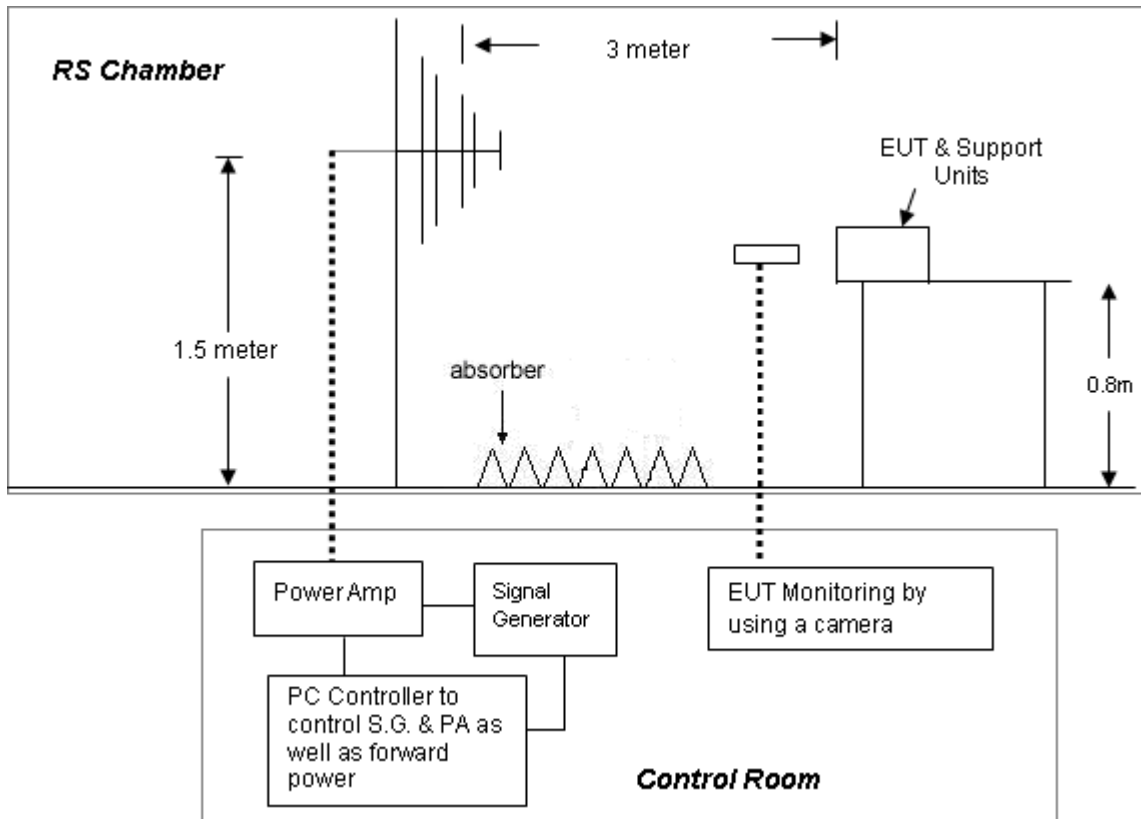 3 meter
RS Chamber
EUT & Support
Units
1.5 meter
absorber
0.8m
Power Amp
Signal
Generator
EUT Monitoring by
using a camera
PC Controller to
control S.G. & PA as
well as forward
power
Control Room